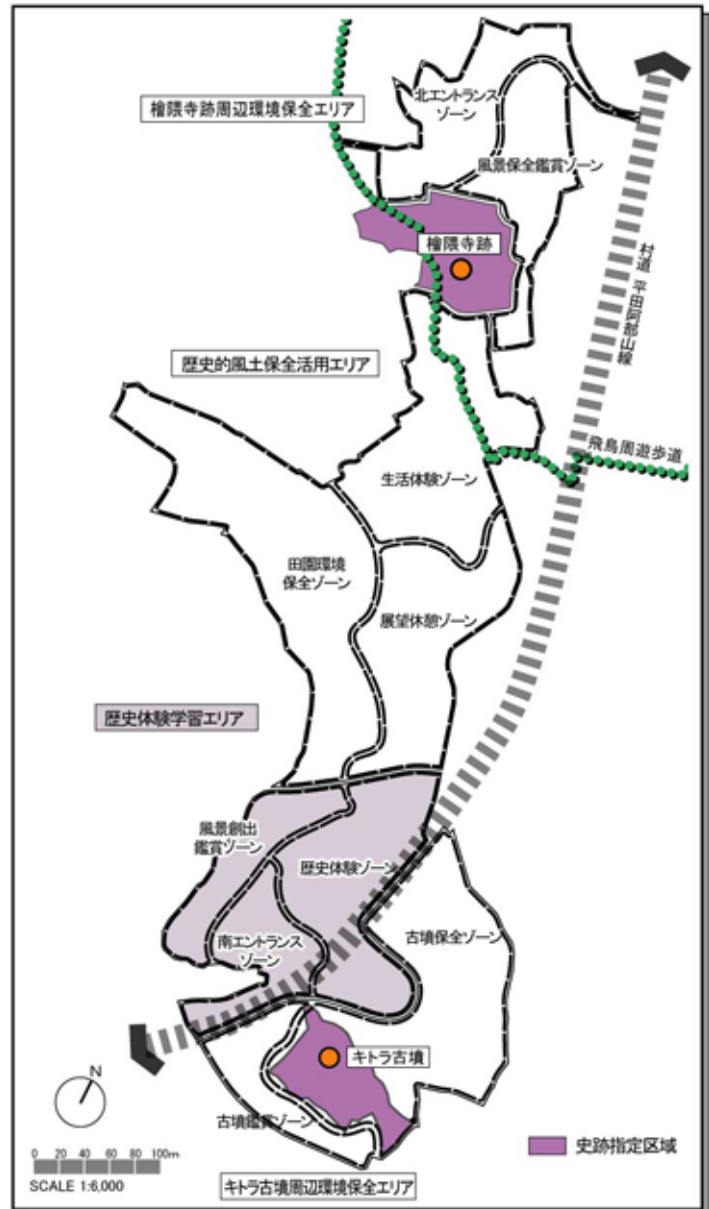 北エントランス
ゾーン
檜隈寺跡周辺環境保全エリア
風景保全鑑賞ゾーン
檜隈寺跡
村道 平田阿部山線
歴史的風土保全活用エリア
飛鳥周遊歩道
生活体験ゾーン
田園環境
保全ゾーン
展望休憩ゾーン
歴史体験学習エリア
風景創出
鑑賞ゾーン
歴史体験ゾーン
南エントランス
ゾーン
古墳保全ゾーン
キトラ古墳
N
古墳鑑賞ゾーン
0 20 40 60 80 100m
SCALE 1:6,000
史跡指定区域
キトラ古墳周辺環境保全エリア